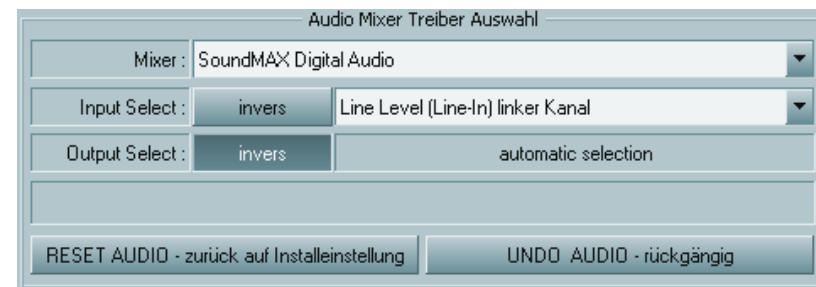 Audio Mixer Treiber Auswahl
Mixer : SoundMAX Digital Audio
Input Select : invers Line Level (Line-In) linker Kanal
Output Select : invers automatic selection
RESET AUDIO - zurück auf Installeinstellung UNDO AUDIO - rückgängig